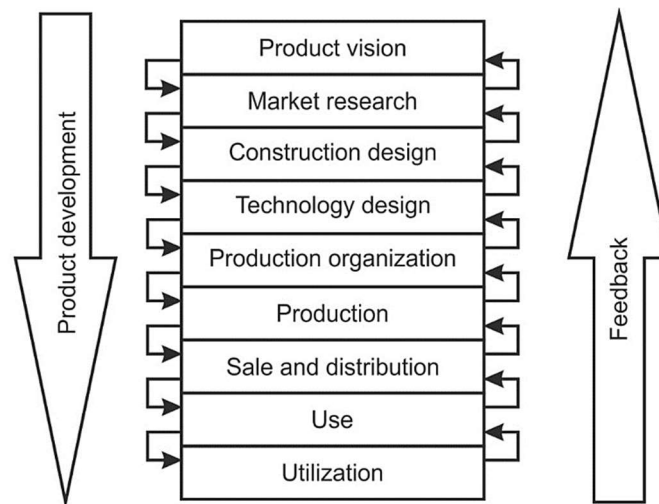 Product development
Product vision
Market research
Construction design
Technology design
Production organization
Production
Sale and distribution
Use
Utilization
Feedback